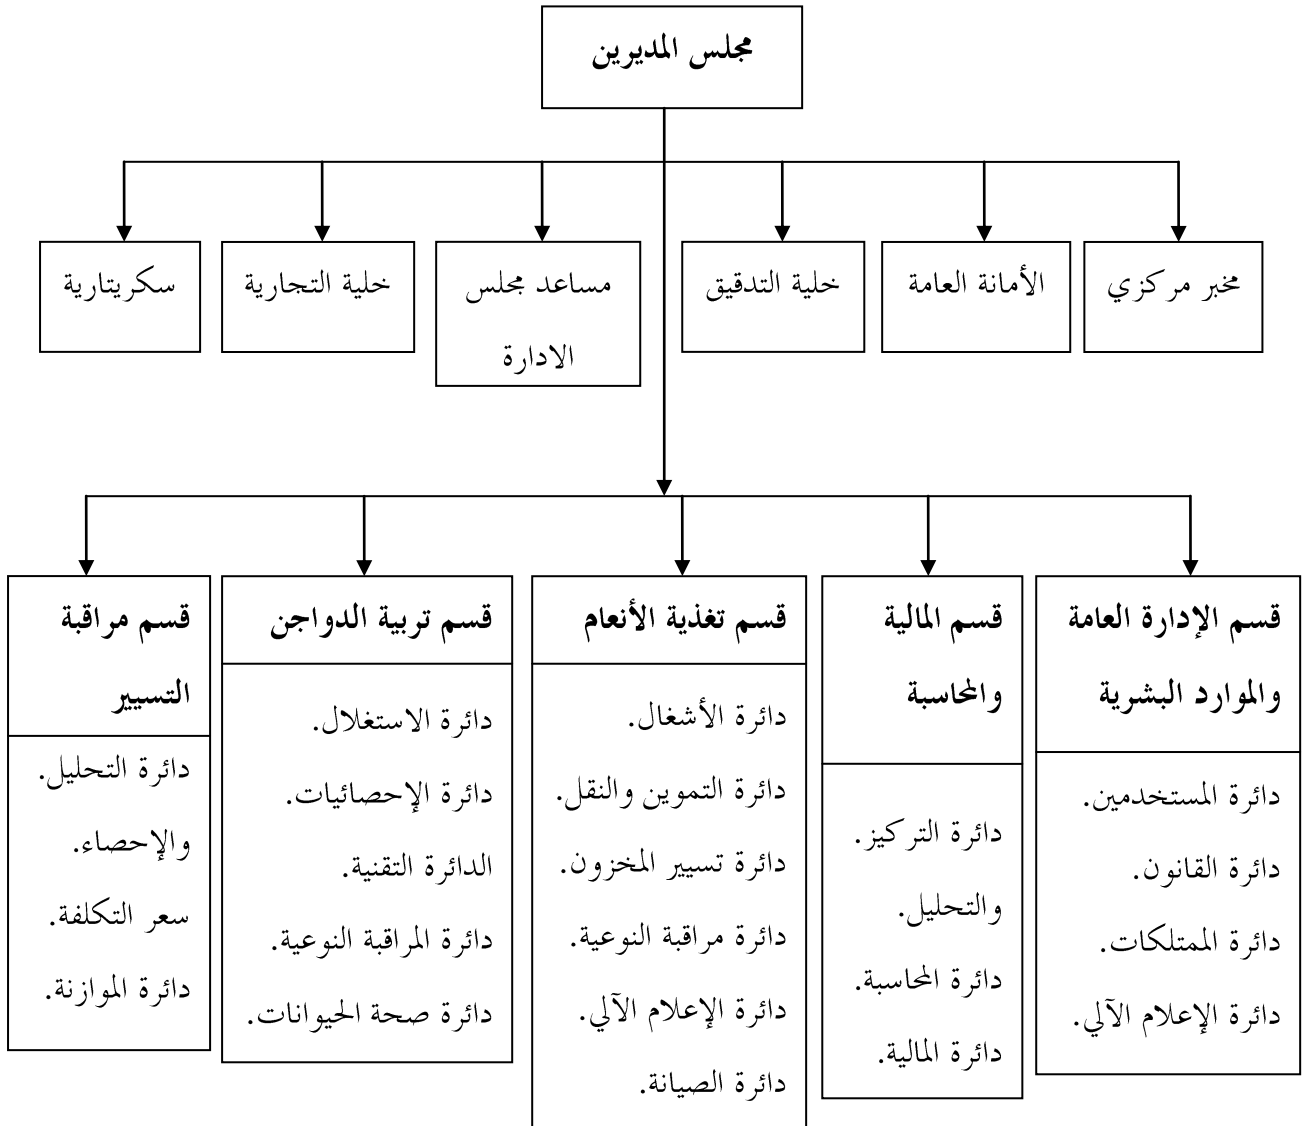 مجلس المديرين
مخبر مركزي
الأمانة العامة
خلية التدقيق
مساعد مجلس
الادارة
خلية التجارية
سكريتارية
قسم الإدارة العامة
والموارد البشرية
دائرة المستخدمين.
دائرة القانون.
دائرة الممتلكات.
دائرة الإعلام الآلي.
قسم المالية
والمحاسبة
دائرة التركيز.
والتحليل.
دائرة المحاسبة.
دائرة المالية.
قسم تغذية الأنعام
دائرة الأشغال.
دائرة التموين والنقل.
دائرة تسيير المخزون.
دائرة مراقبة النوعية.
دائرة الإعلام الآلي.
دائرة الصيانة.
قسم تربية الدواجن
دائرة الاستغلال.
دائرة الإحصائيات.
الدائرة التقنية.
دائرة المراقبة النوعية.
دائرة صحة الحيوانات.
قسم مراقبة
التسيير
دائرة التحليل.
والإحصاء.
سعر التكلفة.
دائرة الموازنة.